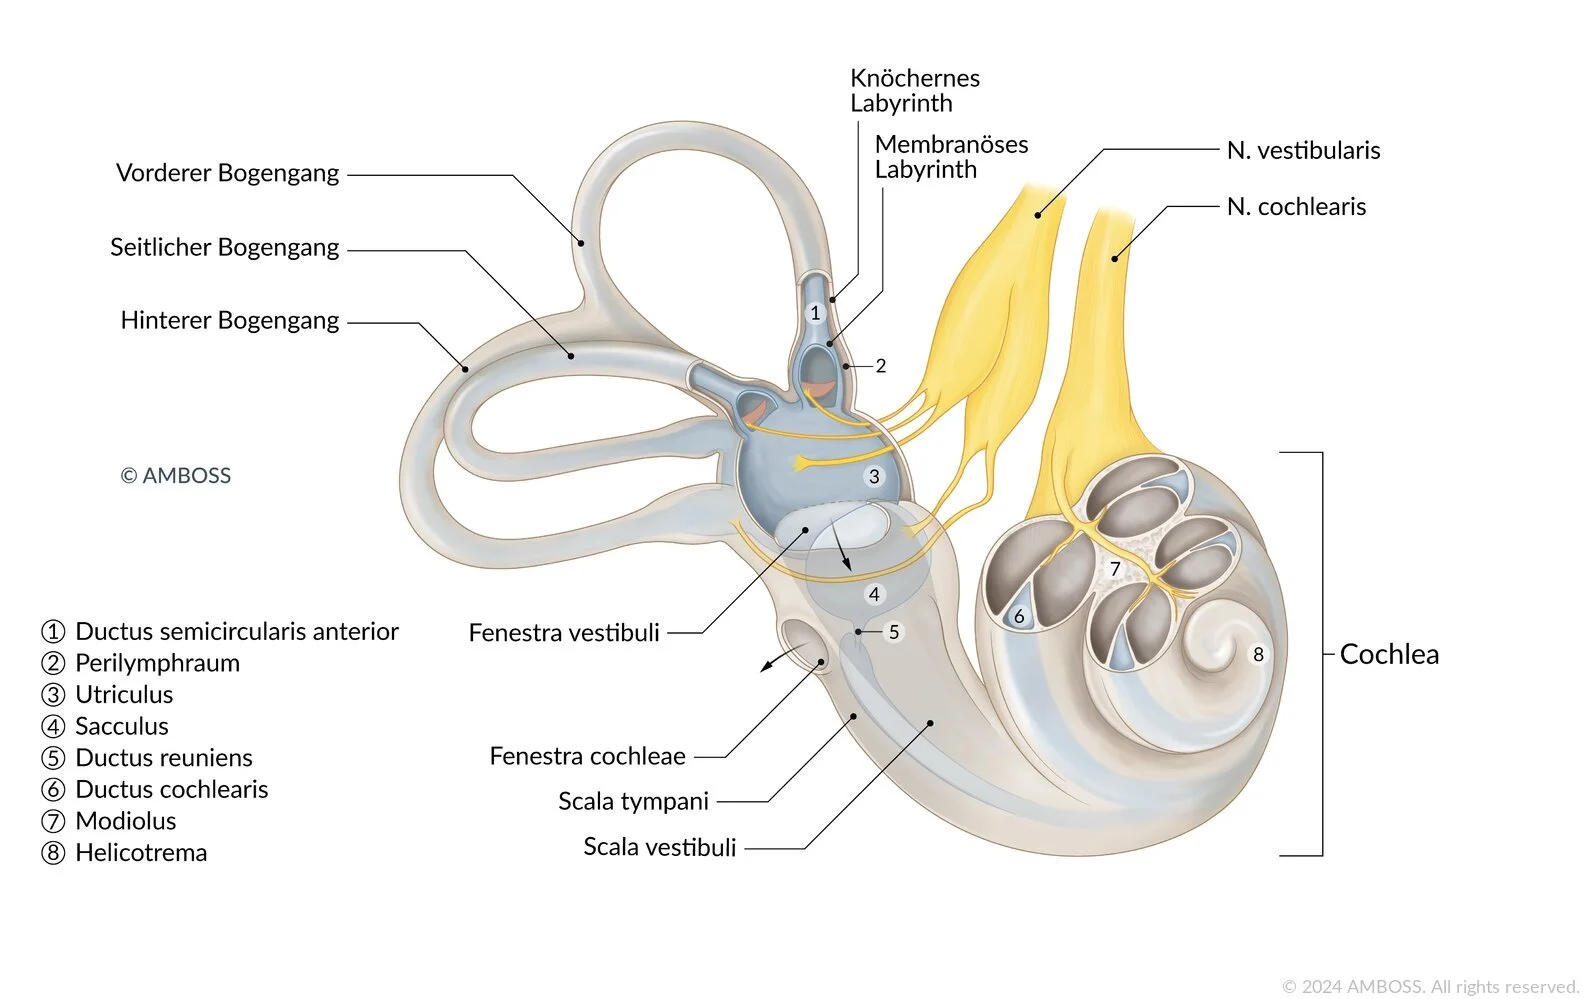 Knöchernes
Labyrinth
Membranöses
Labyrinth
N. vestibularis
N. cochlearis
Vorderer Bogengang
Seitlicher Bogengang
Hinterer Bogengang
1
2
3
© AMBOSS
4
5
6
7
8
Fenestra vestibuli
Fenestra cochleae
Scala tympani
Scala vestibuli
Cochlea
1 Ductus semicircularis anterior
2 Perilymphraum
3 Utriculus
4 Sacculus
5 Ductus reuniens
6 Ductus cochlearis
7 Modiolus
8 Helicotrema
© 2024 AMBOSS. All rights reserved.